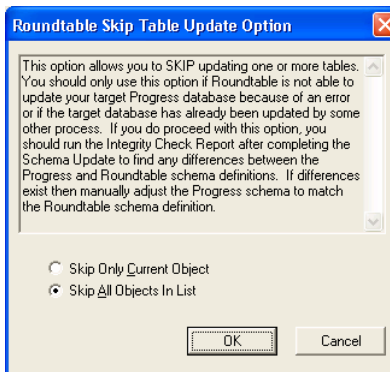 Roundtable Skip Table Update Option
This option allows you to SKIP updating one or more tables.
You should only use this option if Roundtable is not able to
update your target Progress database because of an error
or if the target database has already been updated by some
other process.  If you do proceed with this option, you
should run the Integrity Check Report after completing the
Schema Update to find any differences between the
Progress and Roundtable schema definitions.  If differences
exist then manually adjust the Progress schema to match
the Roundtable schema definition.
Skip Only Current Object
Skip All Objects In List
OK
Cancel